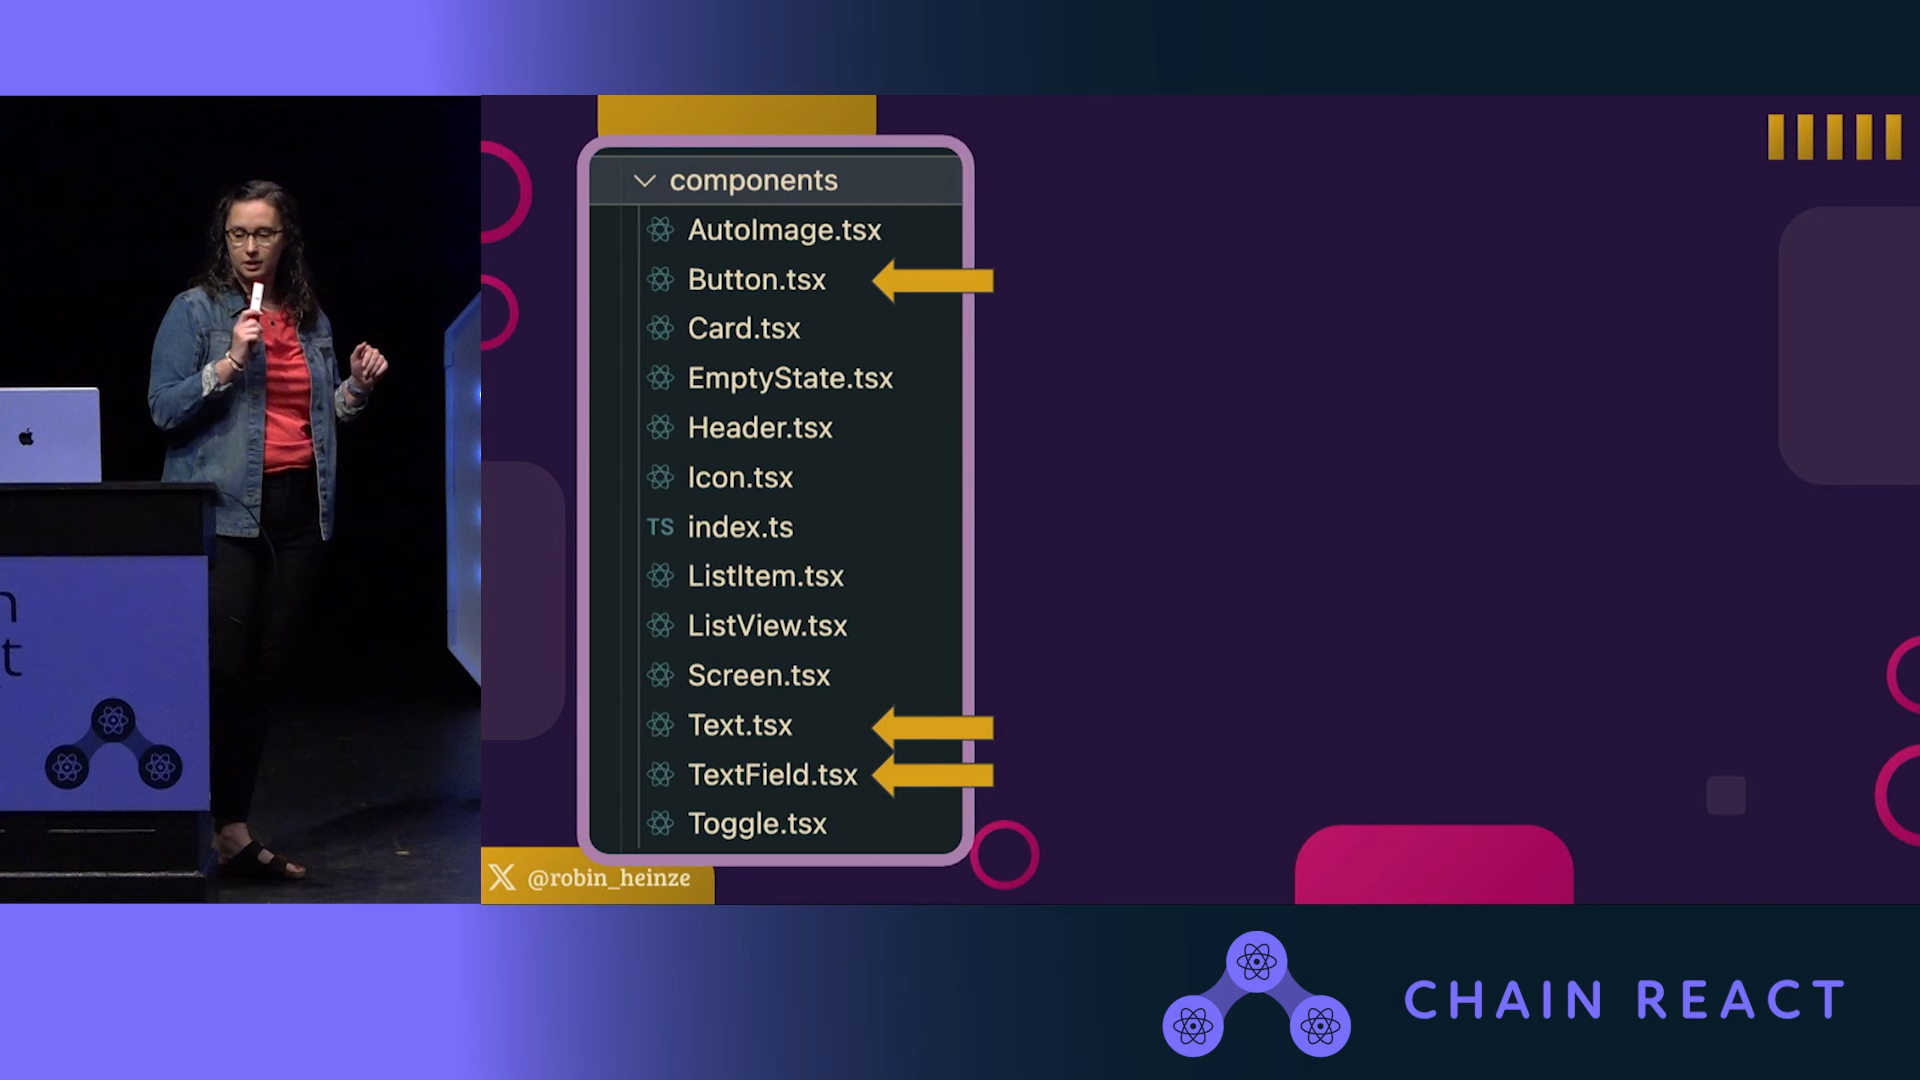 components
AutoImage.tsx
Button.tsx
Card.tsx
EmptyState.tsx
Header.tsx
Icon.tsx
TS index.ts
ListItem.tsx
ListView.tsx
Screen.tsx
Text.tsx
TextField.tsx
Toggle.tsx
X @robin_heinze
CHAIN REACT